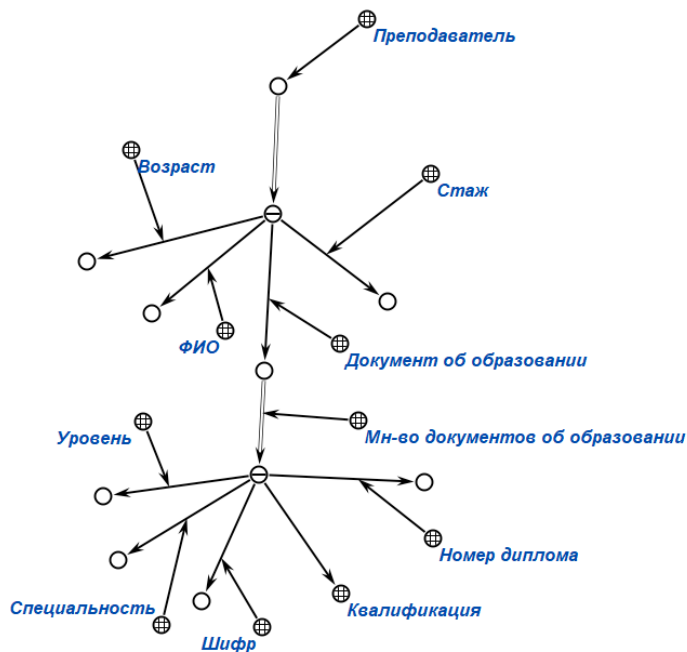 Преподаватель
Возраст
Стаж
ФИО
Документ об образовании
Уровень
Мн-во документов об образовании
Номер диплома
Специальность
Квалификация
Шифр